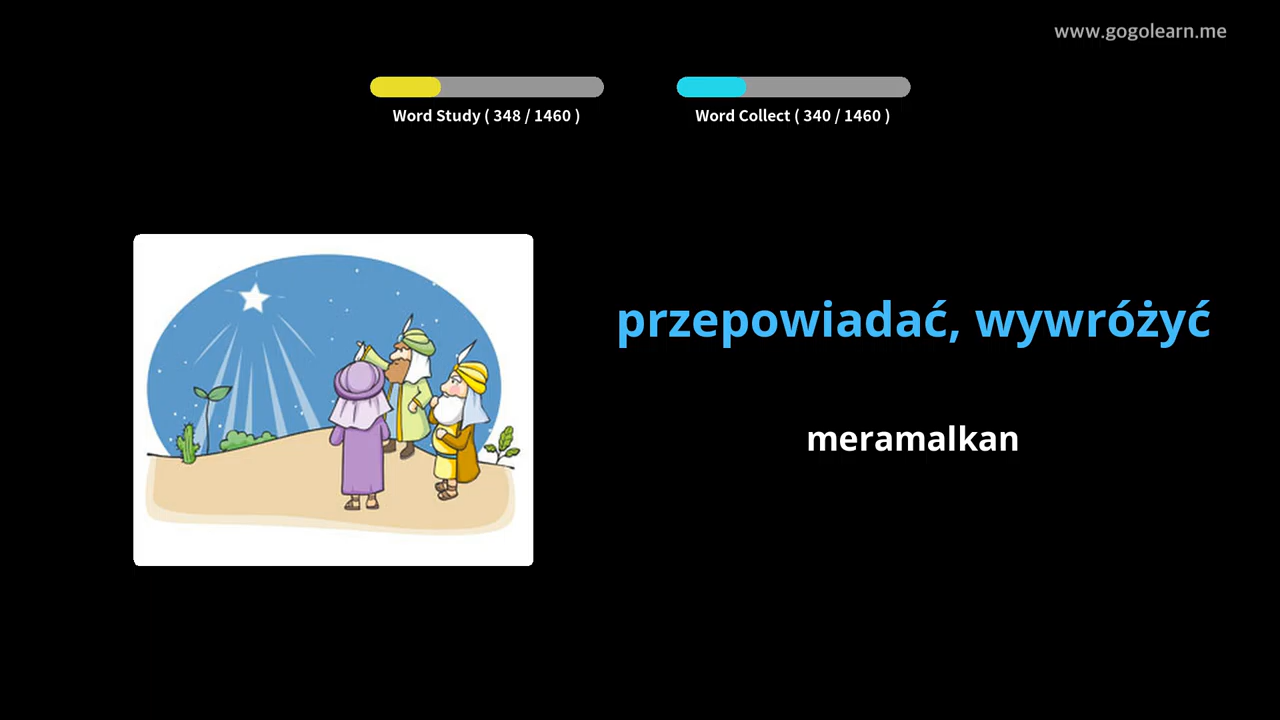 www.gogolearn.me
Word Study ( 348 / 1460 )
Word Collect ( 340 / 1460 )
przepowiadać, wywróżyć
meramalkan